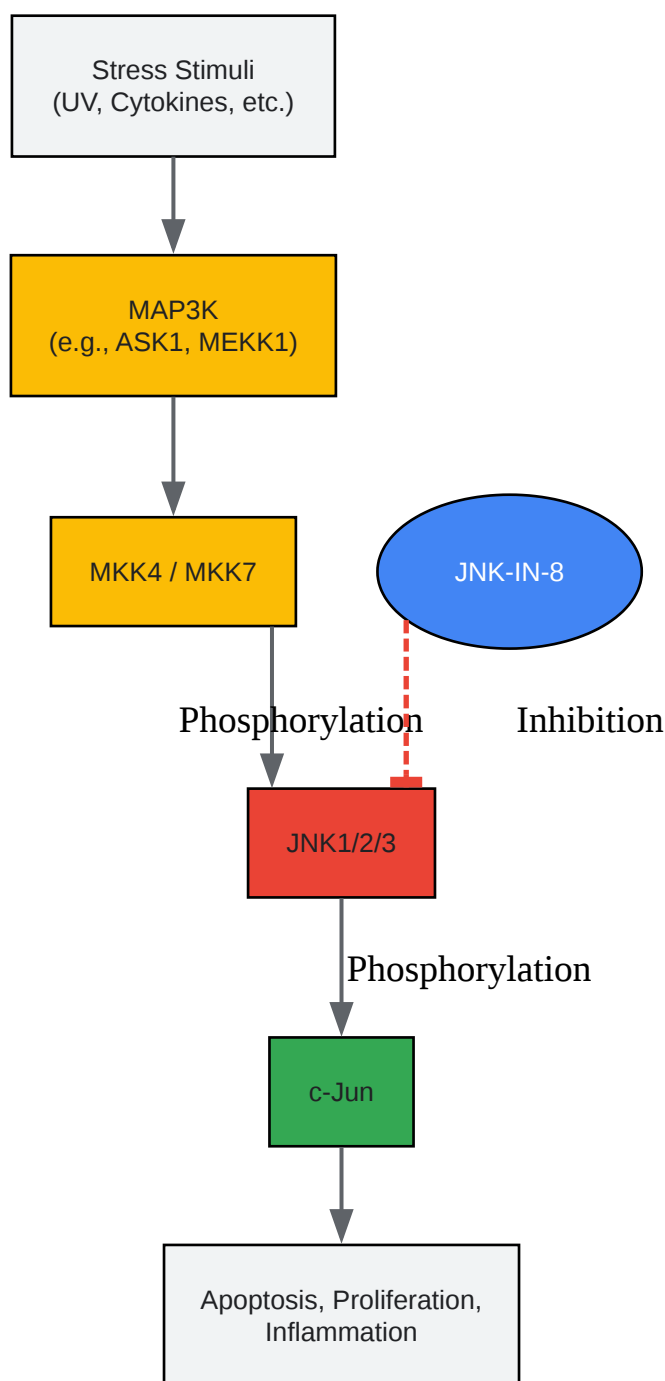 Stress Stimuli
(UV, Cytokines, etc.)
MAP3K
(e.g., ASK1, MEKK1)
MKK4 / MKK7
JNK-IN-8
Phosphorylation
Inhibition
JNK1/2/3
Phosphorylation
c-Jun
Apoptosis, Proliferation,
Inflammation